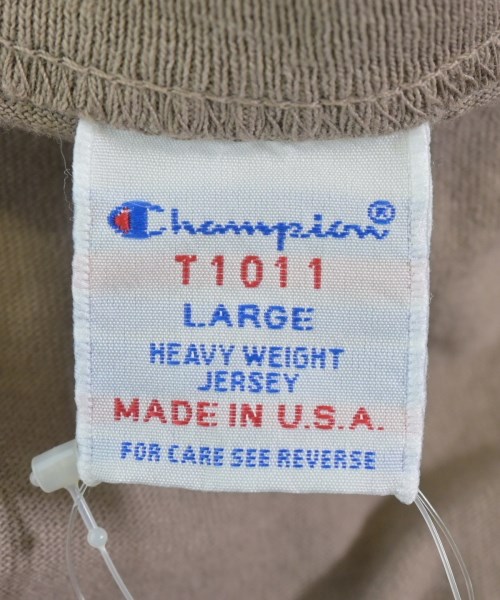 Champion®
T1011
LARGE
HEAVY WEIGHT
JERSEY
MADE IN U.S.A.
FOR CARE SEE REVERSE